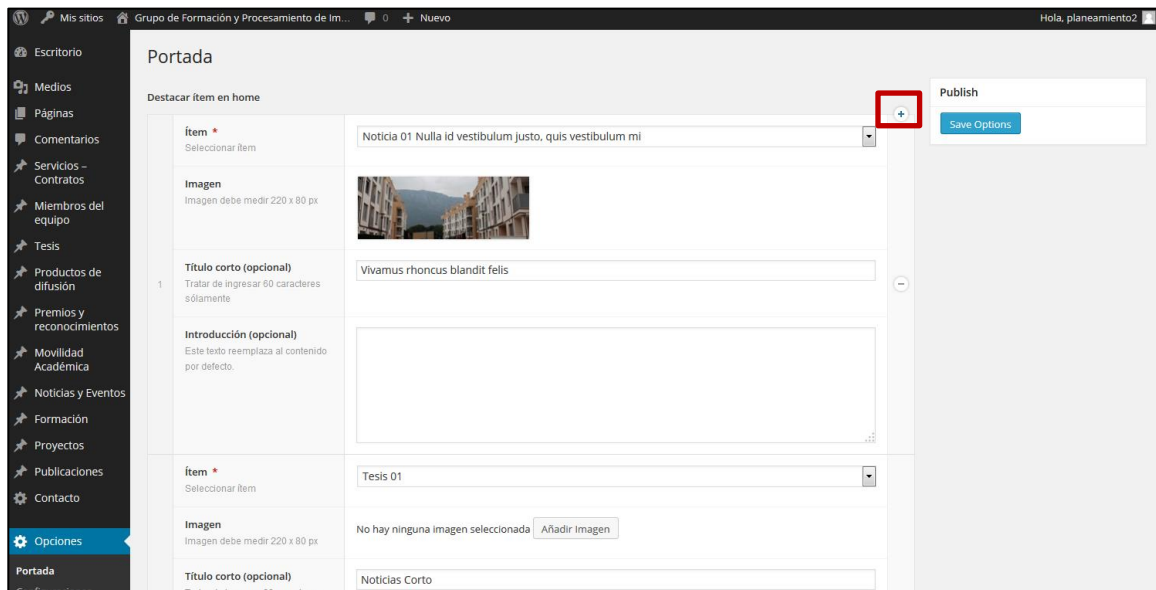 Mis sitios Grupo de Formación y Procesamiento de Im... 0 + Nuevo Hola, planeamiento2
Escritorio
Medios
Páginas
Comentarios
Servicios –
Contratos
Miembros del
equipo
Tesis
Productos de
difusión
Premios y
reconocimientos
Movilidad
Académica
Noticias y Eventos
Formación
Proyectos
Publicaciones
Contacto
Opciones
Portada
Portada
Destacar ítem en home
Ítem *
Seleccionar ítem
Noticia 01 Nulla id vestibulum justo, quis vestibulum mi
Imagen
Imagen debe medir 220 x 80 px
1
Título corto (opcional)
Tratar de ingresar 60 caracteres
sólamente
Vivamus rhoncus blandit felis
Introducción (opcional)
Este texto reemplaza al contenido
por defecto.
Ítem *
Seleccionar ítem
Tesis 01
Imagen
Imagen debe medir 220 x 80 px
No hay ninguna imagen seleccionada Añadir Imagen
Título corto (opcional)
Noticias Corto
Publish
Save Options